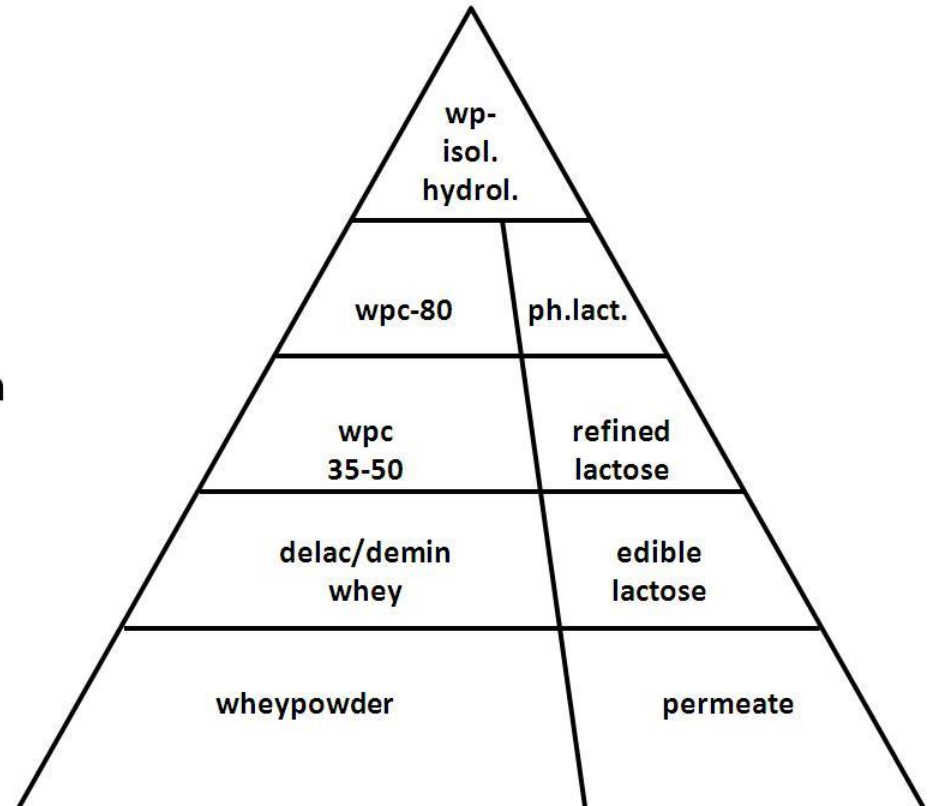 wp-
isol.
hydrol.
wpc-80
ph.lact.
wpc
35-50
refined
lactose
delac/demin
whey
edible
lactose
wheypowder
permeate